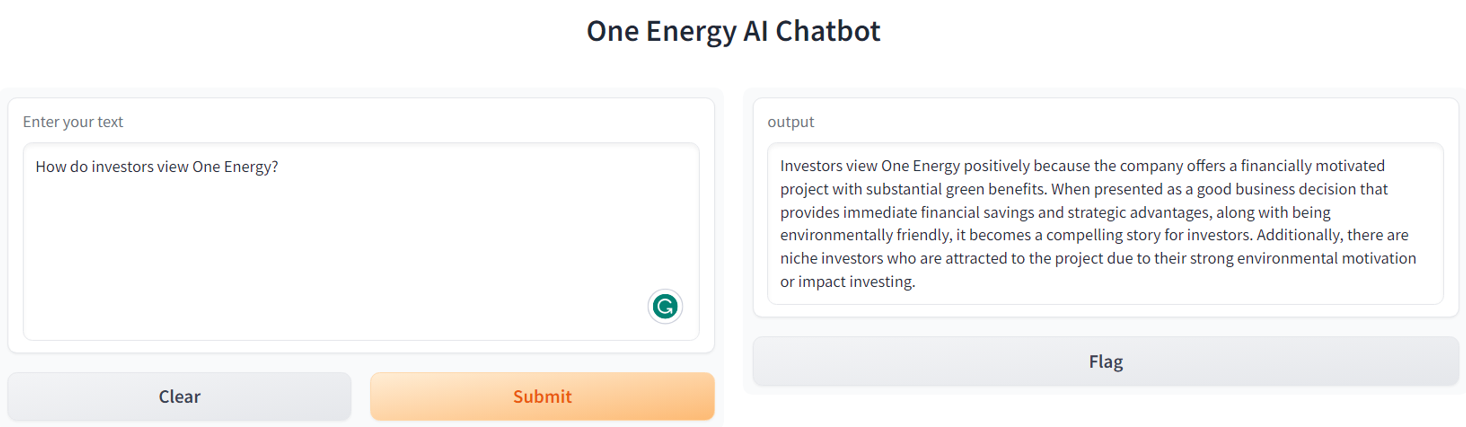 One Energy AI Chatbot
Enter your text
How do investors view One Energy?
Clear
Submit
output
Investors view One Energy positively because the company offers a financially motivated
project with substantial green benefits. When presented as a good business decision that
provides immediate financial savings and strategic advantages, along with being
environmentally friendly, it becomes a compelling story for investors. Additionally, there are
niche investors who are attracted to the project due to their strong environmental motivation
or impact investing.
Flag